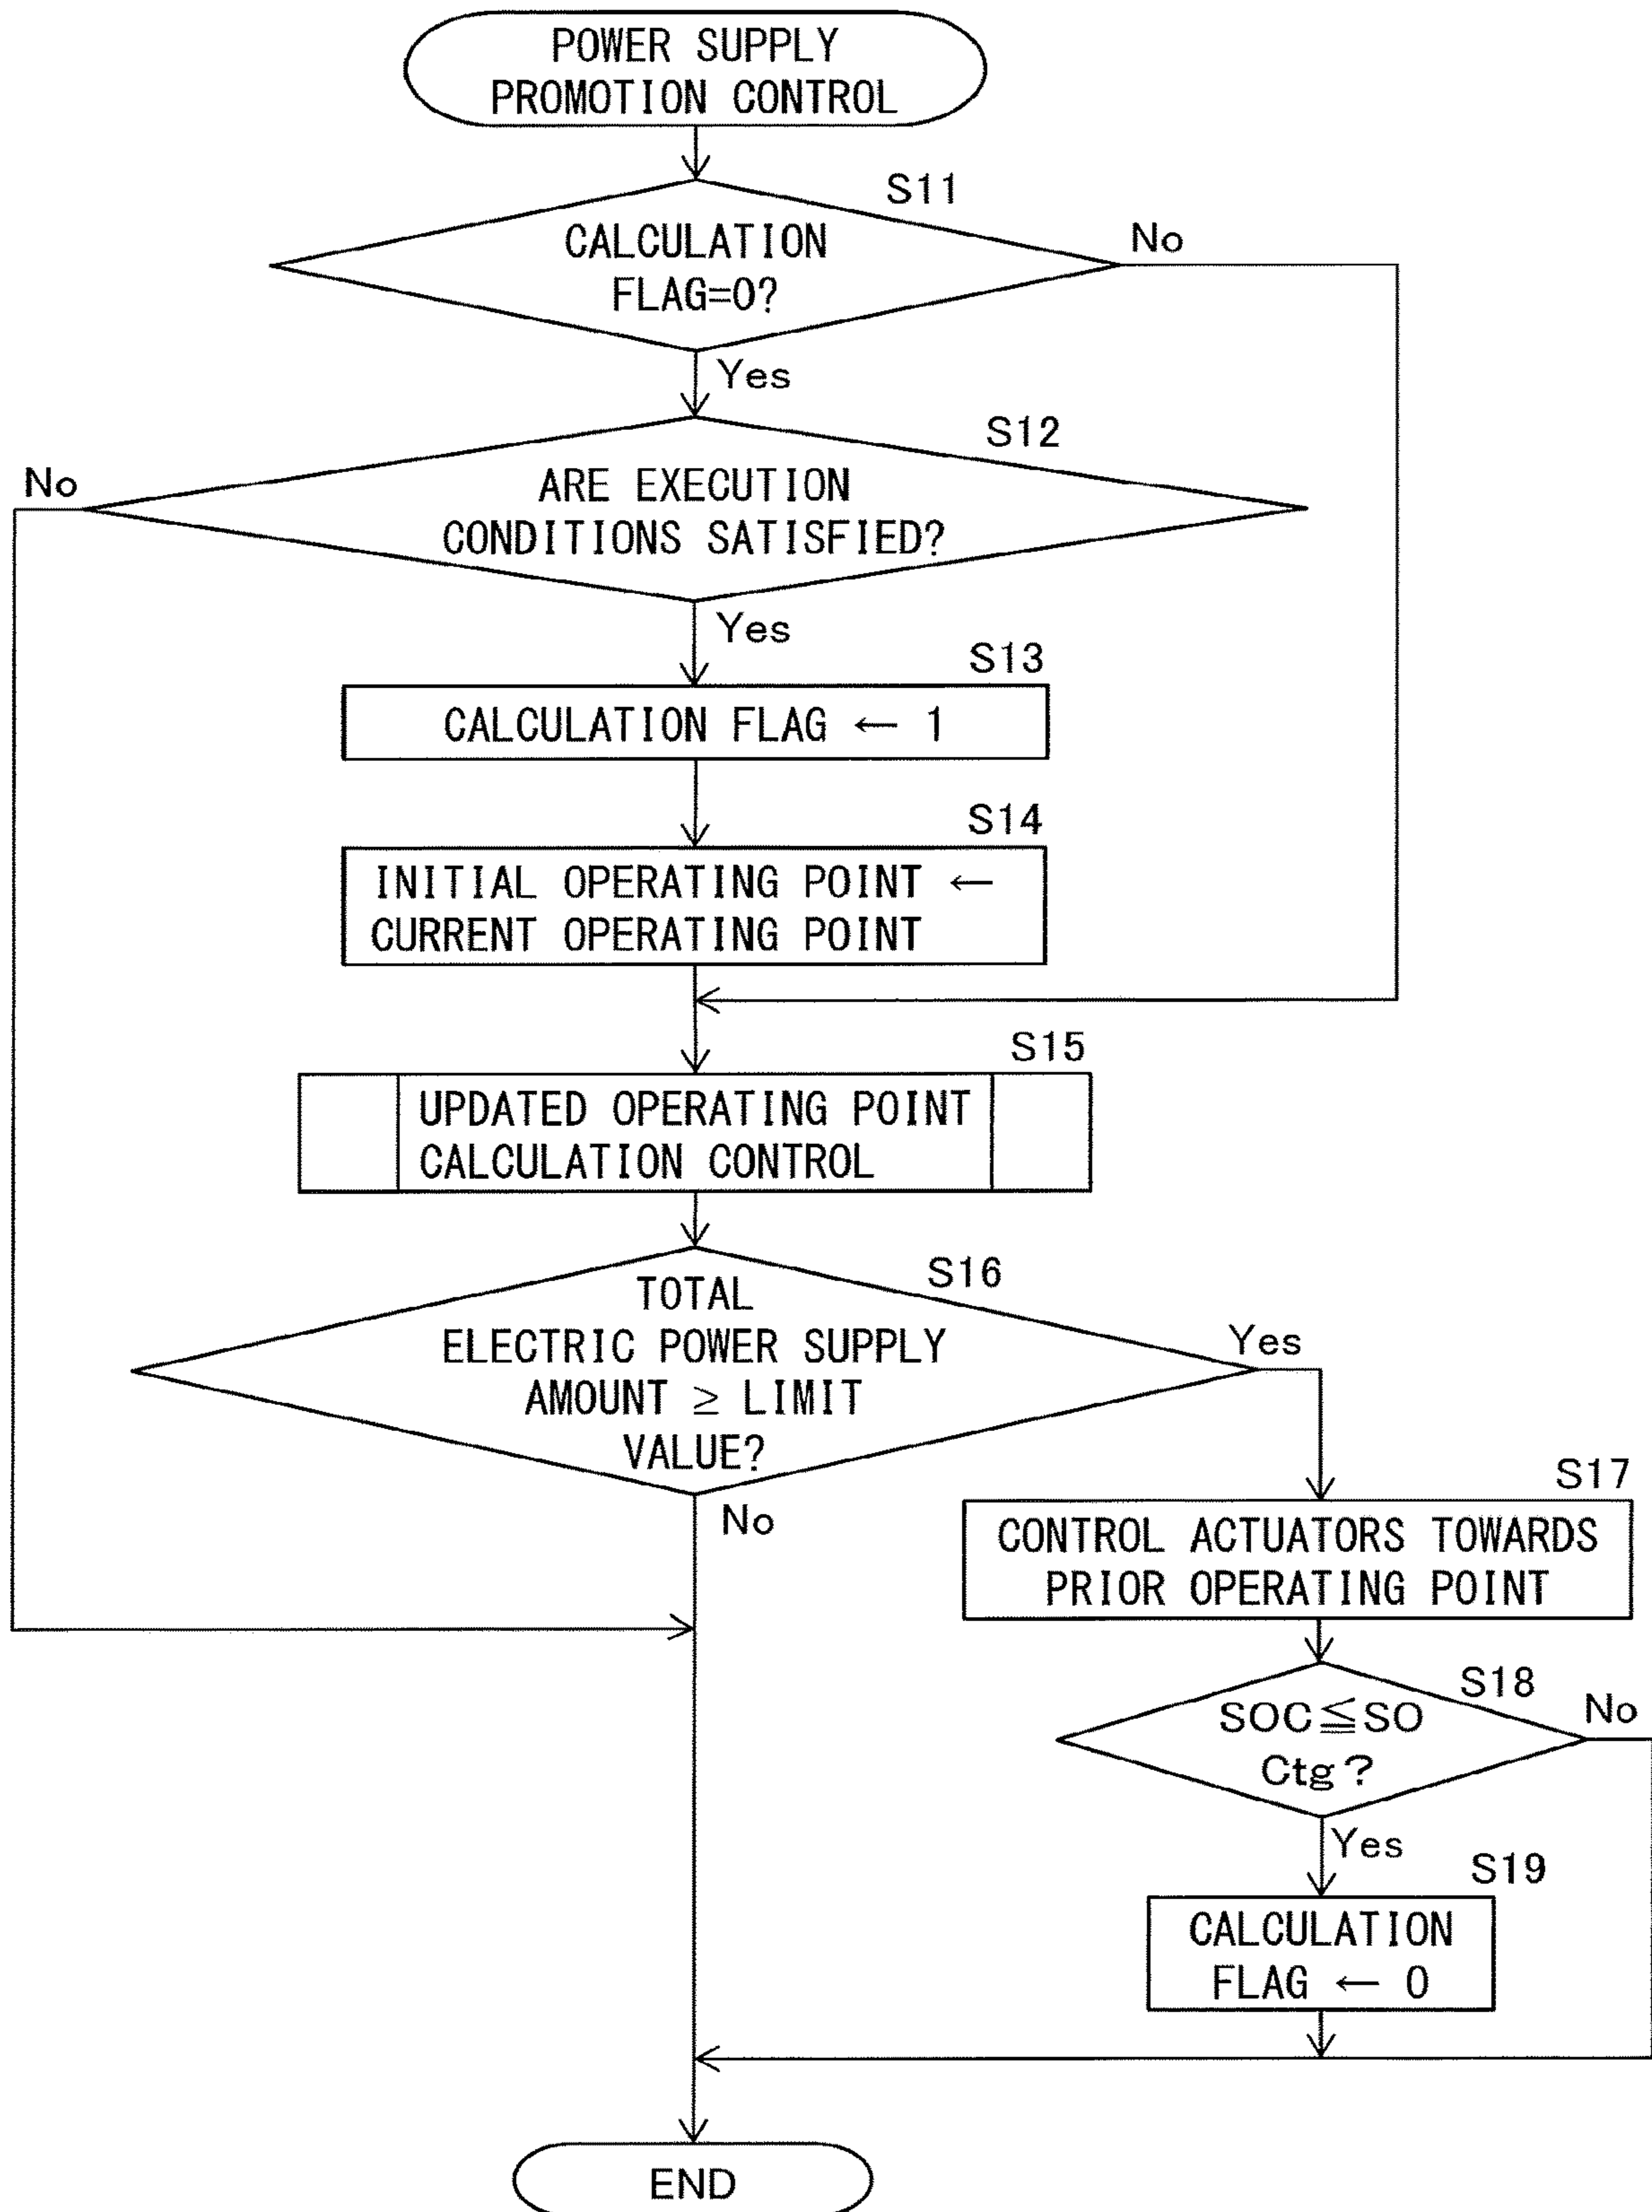 POWER SUPPLY
PROMOTION CONTROL
S11
CALCULATION
FLAG=0?
No
Yes
S12
No
ARE EXECUTION
CONDITIONS SATISFIED?
Yes
S13
CALCULATION FLAG ← 1
S14
INITIAL OPERATING POINT ←
CURRENT OPERATING POINT
S15
UPDATED OPERATING POINT
CALCULATION CONTROL
S16
TOTAL
ELECTRIC POWER SUPPLY
AMOUNT ≥ LIMIT
VALUE?
Yes
No
S17
CONTROL ACTUATORS TOWARDS
PRIOR OPERATING POINT
S18
SOC≦SO
Ctg?
No
Yes
S19
CALCULATION
FLAG ← 0
END